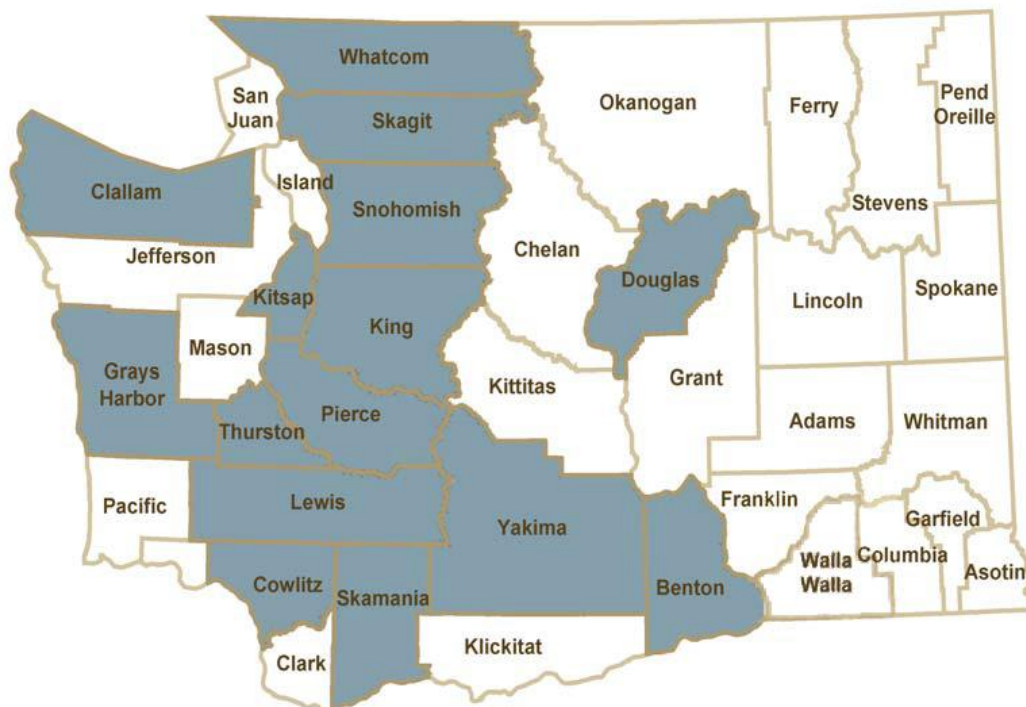 Whatcom
San
Juan
Skagit
Okanogan
Ferry
Pend
Oreille
Clallam
Island
Snohomish
Stevens
Jefferson
Chelan
Douglas
Kitsap
King
Lincoln
Spokane
Mason
Grays
Harbor
Kittitas
Grant
Pierce
Thurston
Adams
Whitman
Pacific
Lewis
Yakima
Franklin
Garfield
Walla
Walla
Columbia
Asotin
Cowlitz
Skamania
Benton
Clark
Klickitat